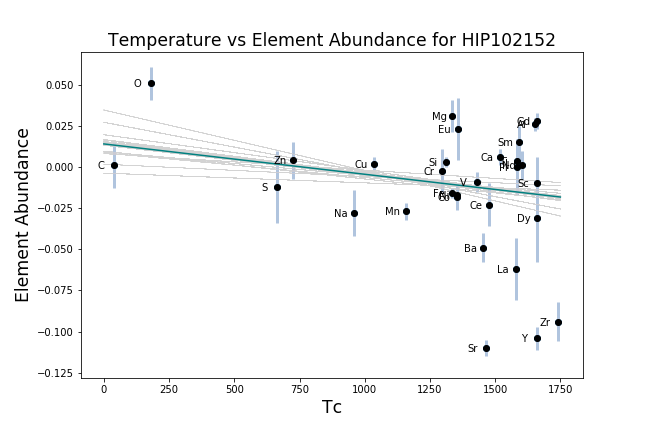 Temperature vs Element Abundance for HIP102152
Element Abundance
0.050
0.025
0.000
−0.025
−0.050
−0.075
−0.100
−0.125
O
Mg
Eu
Gd
Al
Sm
C
Zn
Cu
Si
Cr
Ca
Nd
V
S
Sc
Fe
Co
Na
Mn
Ce
Dy
Ba
La
Zr
Y
Sr
0
250
500
750
1000
1250
1500
1750
Tc